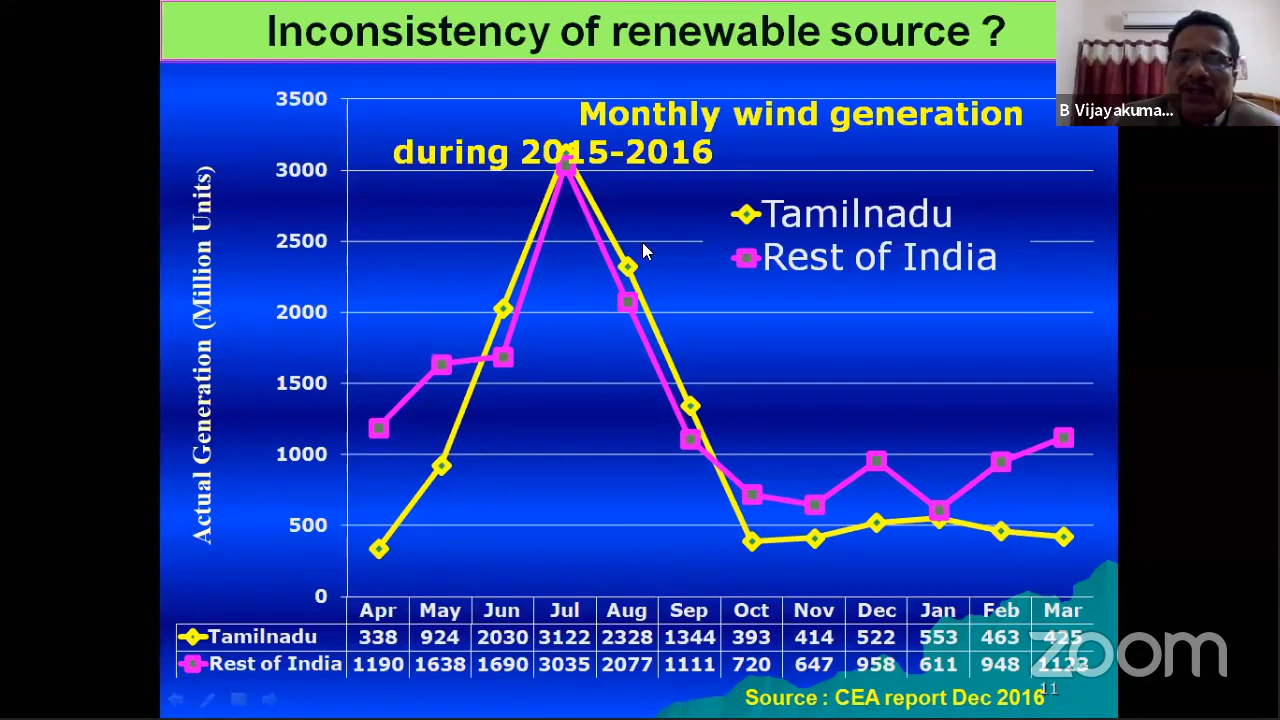 Inconsistency of renewable source ?
B Vijayakuma...
Monthly wind generation
during 2015-2016
Actual Generation (Million Units)
3500
3000
2500
2000
1500
1000
500
0
Tamilnadu
Rest of India
Apr May Jun Jul Aug Sep Oct Nov Dec Jan Feb Mar
Tamilnadu 338 924 2030 3122 2328 1344 393 414 522 553 463 425
Rest of India 1190 1638 1690 3035 2077 1111 720 647 958 611 948 1123
zoom
Source : CEA report Dec 2016
11